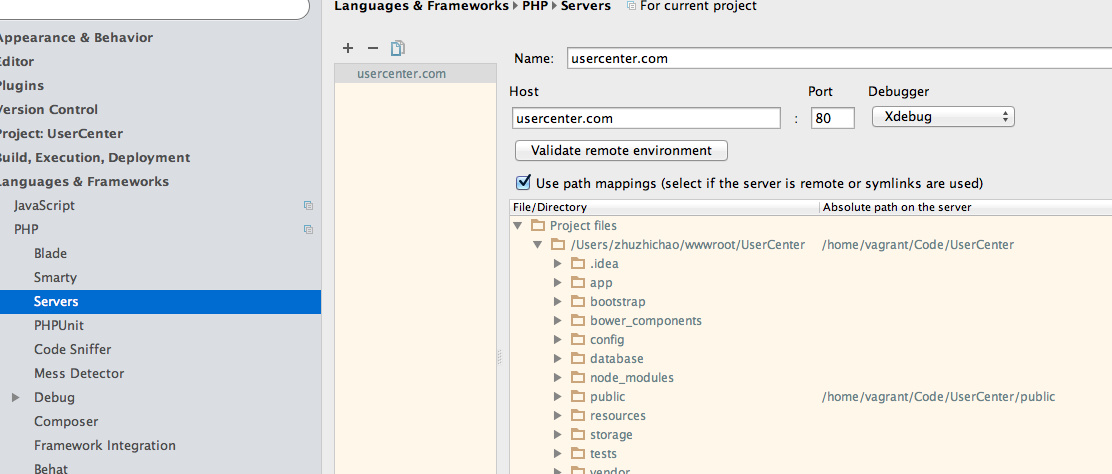 Languages & Frameworks ▸ PHP ▸ Servers For current project
Appearance & Behavior
Editor
Plugins
Version Control
Project: UserCenter
Build, Execution, Deployment
Languages & Frameworks
JavaScript
PHP
Blade
Smarty
Servers
PHPUnit
Code Sniffer
Mess Detector
Debug
Composer
Framework Integration
Behat
usercenter.com
Name: usercenter.com
Host Port Debugger
usercenter.com : 80 Xdebug
Validate remote environment
Use path mappings (select if the server is remote or symlinks are used)
File/Directory Absolute path on the server
Project files
/Users/zhuzhichao/wwwroot/UserCenter /home/vagrant/Code/UserCenter
.idea
app
bootstrap
bower_components
config
database
node_modules
public /home/vagrant/Code/UserCenter/public
resources
storage
tests
vendor